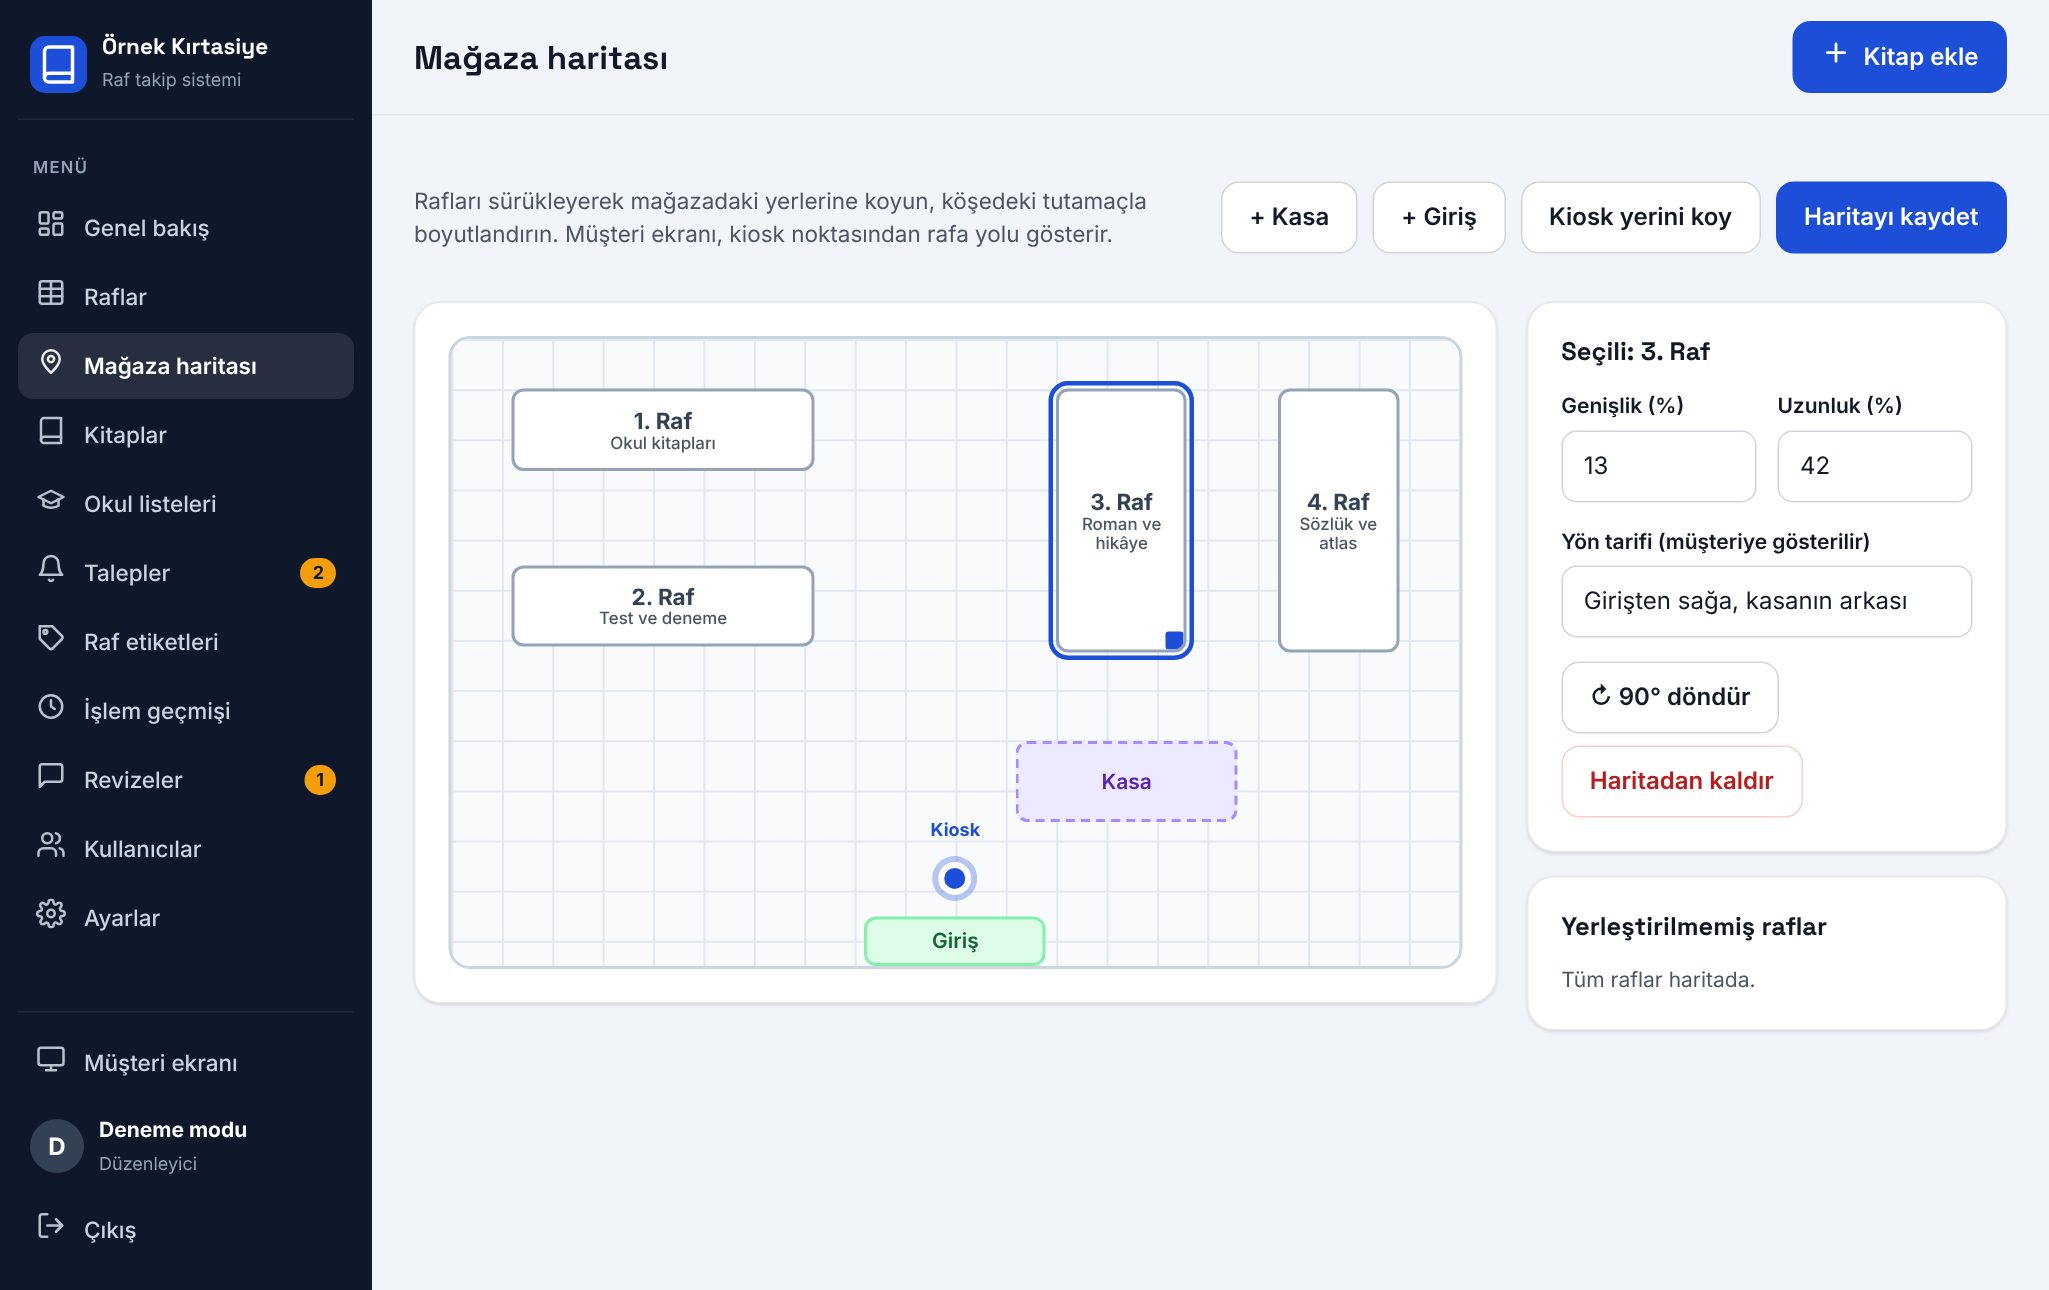 Örnek Kırtasiye
Raf takip sistemi
MENÜ
Genel bakış
Raflar
Mağaza haritası
Kitaplar
Okul listeleri
Talepler 2
Raf etiketleri
İşlem geçmişi
Revizeler 1
Kullanıcılar
Ayarlar
Müşteri ekranı
D
Deneme modu
Düzenleyici
Çıkış
Mağaza haritası
+ Kitap ekle
Rafları sürükleyerek mağazadaki yerlerine koyun, köşedeki tutamaçla
boyutlandırın. Müşteri ekranı, kiosk noktasından rafa yolu gösterir.
+ Kasa
+ Giriş
Kiosk yerini koy
Haritayı kaydet
1. Raf
Okul kitapları
2. Raf
Test ve deneme
3. Raf
Roman ve
hikâye
4. Raf
Sözlük ve
atlas
Kasa
Kiosk
Giriş
Seçili: 3. Raf
Genişlik (%) Uzunluk (%)
13 42
Yön tarifi (müşteriye gösterilir)
Girişten sağa, kasanın arkası
↻ 90° döndür
Haritadan kaldır
Yerleştirilmemiş raflar
Tüm raflar haritada.